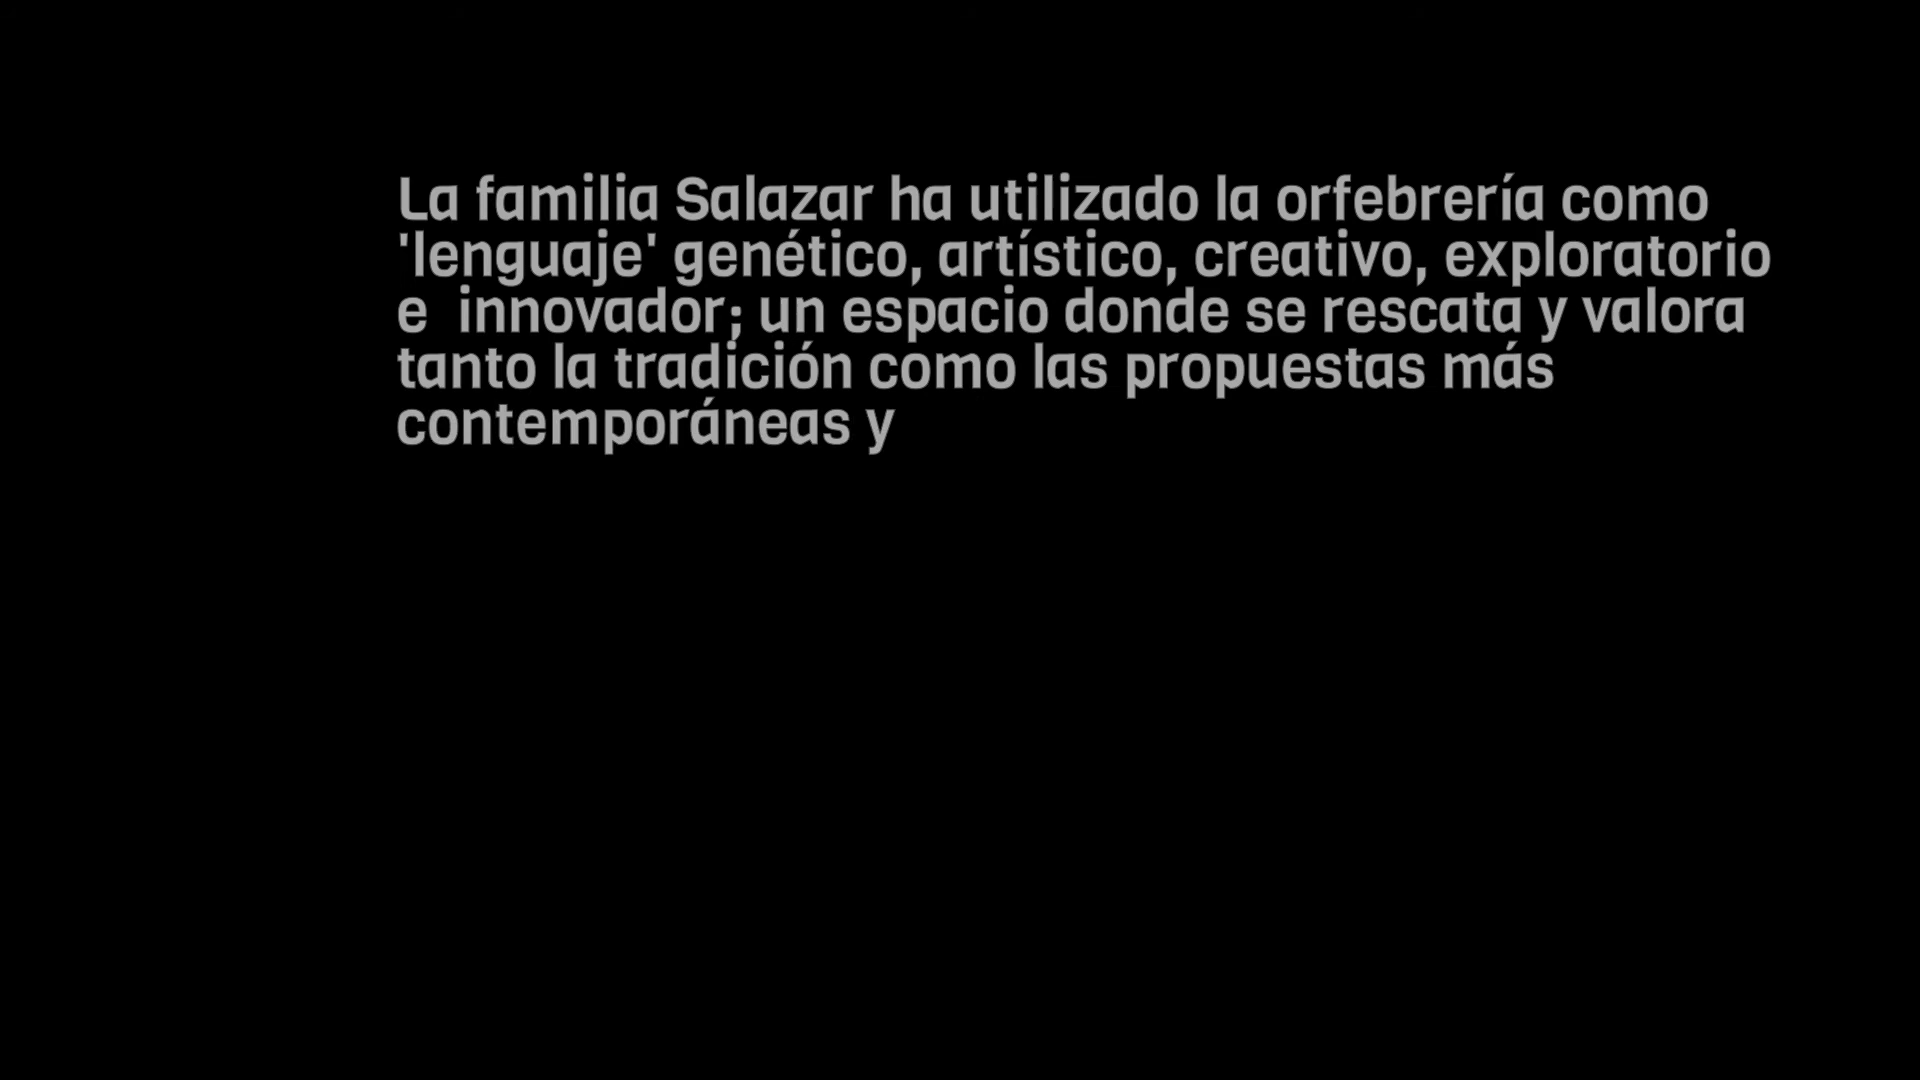 La familia Salazar ha utilizado la orfebrería como
'lenguaje' genético, artístico, creativo, exploratorio
e  innovador; un espacio donde se rescata y valora
tanto la tradición como las propuestas más
contemporáneas y